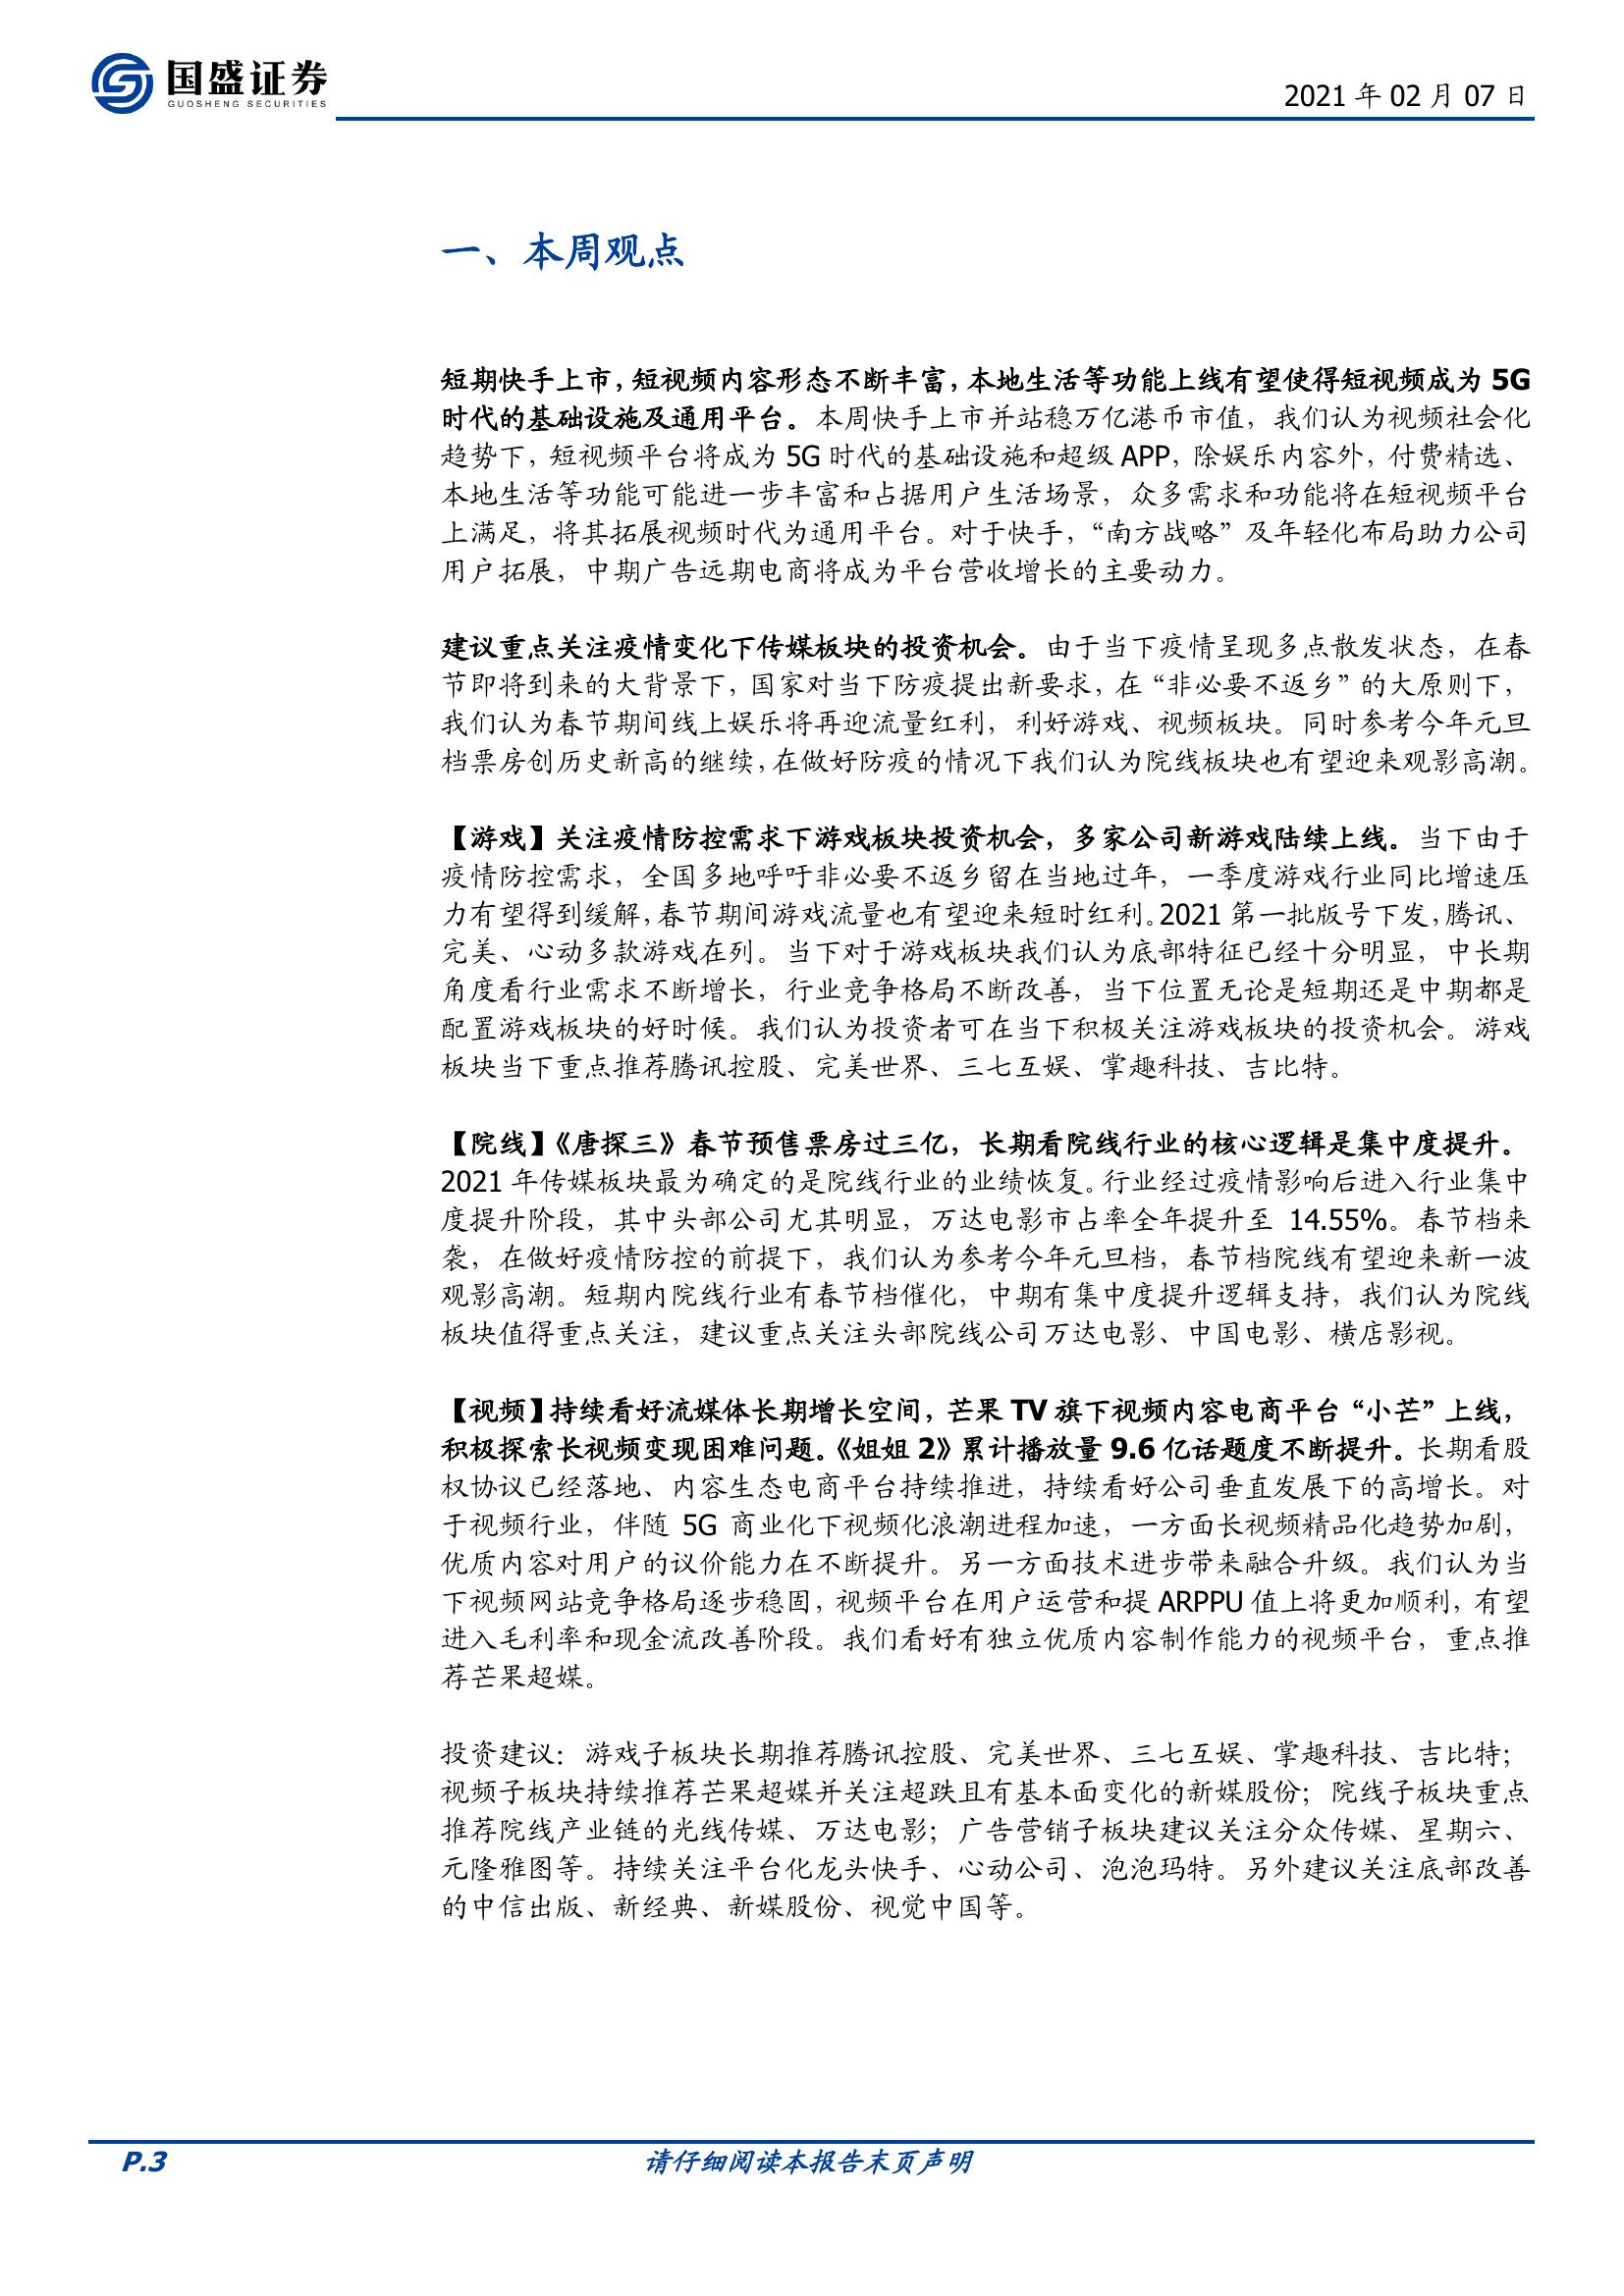 国盛证券
GUOSHENG SECURITIES
2021 年 02 月 07 日
一、本周观点
短期快手上市，短视频内容形态不断丰富，本地生活等功能上线有望使得短视频成为 5G
时代的基础设施及通用平台。本周快手上市并站稳万亿港币市值，我们认为视频社会化
趋势下，短视频平台将成为 5G 时代的基础设施和超级 APP，除娱乐内容外，付费精选、
本地生活等功能可能进一步丰富和占据用户生活场景，众多需求和功能将在短视频平台
上满足，将其拓展视频时代为通用平台。对于快手，“南方战略”及年轻化布局助力公司
用户拓展，中期广告远期电商将成为平台营收增长的主要动力。
建议重点关注疫情变化下传媒板块的投资机会。由于当下疫情呈现多点散发状态，在春
节即将到来的大背景下，国家对当下防疫提出新要求，在“非必要不返乡”的大原则下，
我们认为春节期间线上娱乐将再迎流量红利，利好游戏、视频板块。同时参考今年元旦
档票房创历史新高的继续，在做好防疫的情况下我们认为院线板块也有望迎来观影高潮。
【游戏】关注疫情防控需求下游戏板块投资机会，多家公司新游戏陆续上线。当下由于
疫情防控需求，全国多地呼吁非必要不返乡留在当地过年，一季度游戏行业同比增速压
力有望得到缓解，春节期间游戏流量也有望迎来短时红利。2021 第一批版号下发，腾讯、
完美、心动多款游戏在列。当下对于游戏板块我们认为底部特征已经十分明显，中长期
角度看行业需求不断增长，行业竞争格局不断改善，当下位置无论是短期还是中期都是
配置游戏板块的好时候。我们认为投资者可在当下积极关注游戏板块的投资机会。游戏
板块当下重点推荐腾讯控股、完美世界、三七互娱、掌趣科技、吉比特。
【院线】《唐探三》春节预售票房过三亿，长期看院线行业的核心逻辑是集中度提升。
2021 年传媒板块最为确定的是院线行业的业绩恢复。行业经过疫情影响后进入行业集中
度提升阶段，其中头部公司尤其明显，万达电影市占率全年提升至 14.55%。春节档来
袭，在做好疫情防控的前提下，我们认为参考今年元旦档，春节档院线有望迎来新一波
观影高潮。短期内院线行业有春节档催化，中期有集中度提升逻辑支持，我们认为院线
板块值得重点关注，建议重点关注头部院线公司万达电影、中国电影、横店影视。
【视频】持续看好流媒体长期增长空间，芒果 TV 旗下视频内容电商平台“小芒”上线，
积极探索长视频变现困难问题。《姐姐 2》累计播放量 9.6 亿话题度不断提升。长期看股
权协议已经落地、内容生态电商平台持续推进，持续看好公司垂直发展下的高增长。对
于视频行业，伴随 5G 商业化下视频化浪潮进程加速，一方面长视频精品化趋势加剧，
优质内容对用户的议价能力在不断提升。另一方面技术进步带来融合升级。我们认为当
下视频网站竞争格局逐步稳固，视频平台在用户运营和提 ARPPU 值上将更加顺利，有望
进入毛利率和现金流改善阶段。我们看好有独立优质内容制作能力的视频平台，重点推
荐芒果超媒。
投资建议：游戏子板块长期推荐腾讯控股、完美世界、三七互娱、掌趣科技、吉比特；
视频子板块持续推荐芒果超媒并关注超跌且有基本面变化的新媒股份；院线子板块重点
推荐院线产业链的光线传媒、万达电影；广告营销子板块建议关注分众传媒、星期六、
元隆雅图等。持续关注平台化龙头快手、心动公司、泡泡玛特。另外建议关注底部改善
的中信出版、新经典、新媒股份、视觉中国等。
P.3
请仔细阅读本报告末页声明